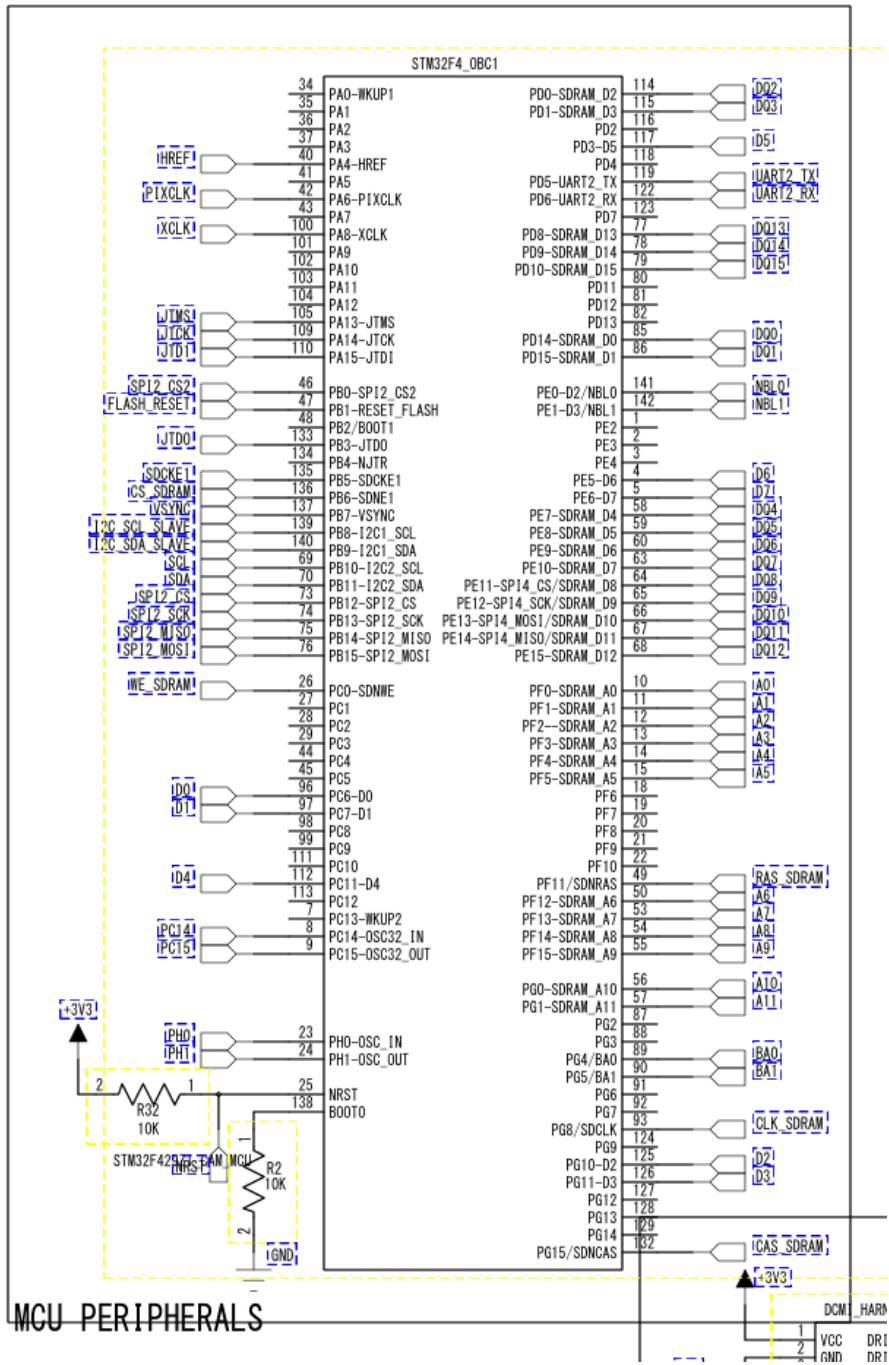 STM32F4_OBC1
34 PA0-WKUP1
35 PA1
36 PA2
37 PA3
HREF 40 PA4-HREF
41 PA5
PIXCLK 42 PA6-PIXCLK
43 PA7
XCLK 100 PA8-XCLK
101 PA9
102 PA10
103 PA11
104 PA12
JTMS 105 PA13-JTMS
JTCK 109 PA14-JTCK
JTDI 110 PA15-JTDI
SPI2_CS2 46 PB0-SPI2_CS2
FLASH_RESET 47 PB1-RESET_FLASH
48 PB2/BOOT1
JTDO 133 PB3-JTDO
134 PB4-NJTR
SDCKE1 135 PB5-SDCKE1
CS_SDRAM 136 PB6-SDNE1
VSYNC 137 PB7-VSYNC
I2C_SCL_SLAVE 139 PB8-I2C1_SCL
I2C_SDA_SLAVE 140 PB9-I2C1_SDA
SCL 69 PB10-I2C2_SCL
SDA 70 PB11-I2C2_SDA
SPI2_CS 73 PB12-SPI2_CS
SPI2_SCK 74 PB13-SPI2_SCK
SPI2_MISO 75 PB14-SPI2_MISO
SPI2_MOSI 76 PB15-SPI2_MOSI
WE_SDRAM 26 PC0-SDNWE
27 PC1
28 PC2
29 PC3
44 PC4
45 PC5
D0 96 PC6-D0
D1 97 PC7-D1
98 PC8
99 PC9
111 PC10
D4 112 PC11-D4
113 PC12
7 PC13-WKUP2
PC14 8 PC14-OSC32_IN
PC15 9 PC15-OSC32_OUT
PH0 23 PH0-OSC_IN
PH1 24 PH1-OSC_OUT
25 NRST
138 BOOT0
PD0-SDRAM_D2 114 DQ2
PD1-SDRAM_D3 115 DQ3
PD2 116
PD3-D5 117 D5
PD4 118
PD5-UART2_TX 119 UART2_TX
PD6-UART2_RX 122 UART2_RX
PD7 123
PD8-SDRAM_D13 77 DQ13
PD9-SDRAM_D14 78 DQ14
PD10-SDRAM_D15 79 DQ15
PD11 80
PD12 81
PD13 82
PD14-SDRAM_D0 85 DQ0
PD15-SDRAM_D1 86 DQ1
PE0-D2/NBL0 141 NBL0
PE1-D3/NBL1 142 NBL1
PE2 1
PE3 2
PE4 3
PE5-D6 4 D6
PE6-D7 5 D7
PE7-SDRAM_D4 58 DQ4
PE8-SDRAM_D5 59 DQ5
PE9-SDRAM_D6 60 DQ6
PE10-SDRAM_D7 63 DQ7
PE11-SPI4_CS/SDRAM_D8 64 DQ8
PE12-SPI4_SCK/SDRAM_D9 65 DQ9
PE13-SPI4_MOSI/SDRAM_D10 66 DQ10
PE14-SPI4_MISO/SDRAM_D11 67 DQ11
PE15-SDRAM_D12 68 DQ12
PF0-SDRAM_A0 10 A0
PF1-SDRAM_A1 11 A1
PF2--SDRAM_A2 12 A2
PF3-SDRAM_A3 13 A3
PF4-SDRAM_A4 14 A4
PF5-SDRAM_A5 15 A5
PF6 18
PF7 19
PF8 20
PF9 21
PF10 22
PF11/SDNRAS 49 RAS_SDRAM
PF12-SDRAM_A6 50 A6
PF13-SDRAM_A7 53 A7
PF14-SDRAM_A8 54 A8
PF15-SDRAM_A9 55 A9
PG0-SDRAM_A10 56 A10
PG1-SDRAM_A11 57 A11
PG2 87
PG3 88
PG4/BA0 89 BA0
PG5/BA1 90 BA1
PG6 91
PG7 92
PG8/SDCLK 93 CLK_SDRAM
PG9 124
PG10-D2 125 D2
PG11-D3 126 D3
PG12 127
PG13 128
PG14 129
PG15/SDNCAS 132 CAS_SDRAM
+3V3
2 1
R32
10K
NRST
1
R2
10K
2
GND
+3V3
MCU PERIPHERALS
1 VCC
2 GND